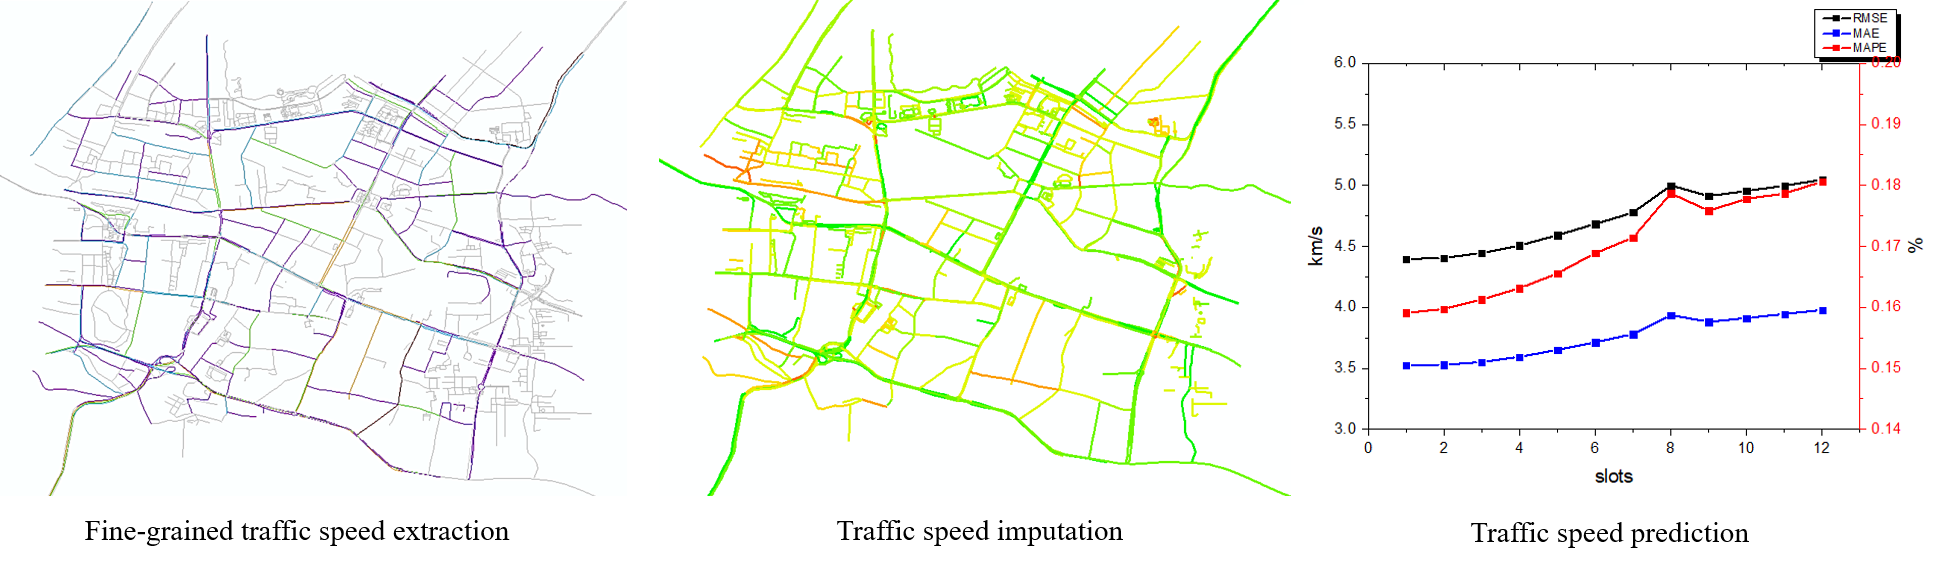 RMSE
MAE
MAPE
6.0
5.5
5.0
4.5
4.0
3.5
3.0
km/s
0.20
0.19
0.18
0.17
0.16
0.15
0.14
%
0 2 4 6 8 10 12
slots
Fine-grained traffic speed extraction
Traffic speed imputation
Traffic speed prediction